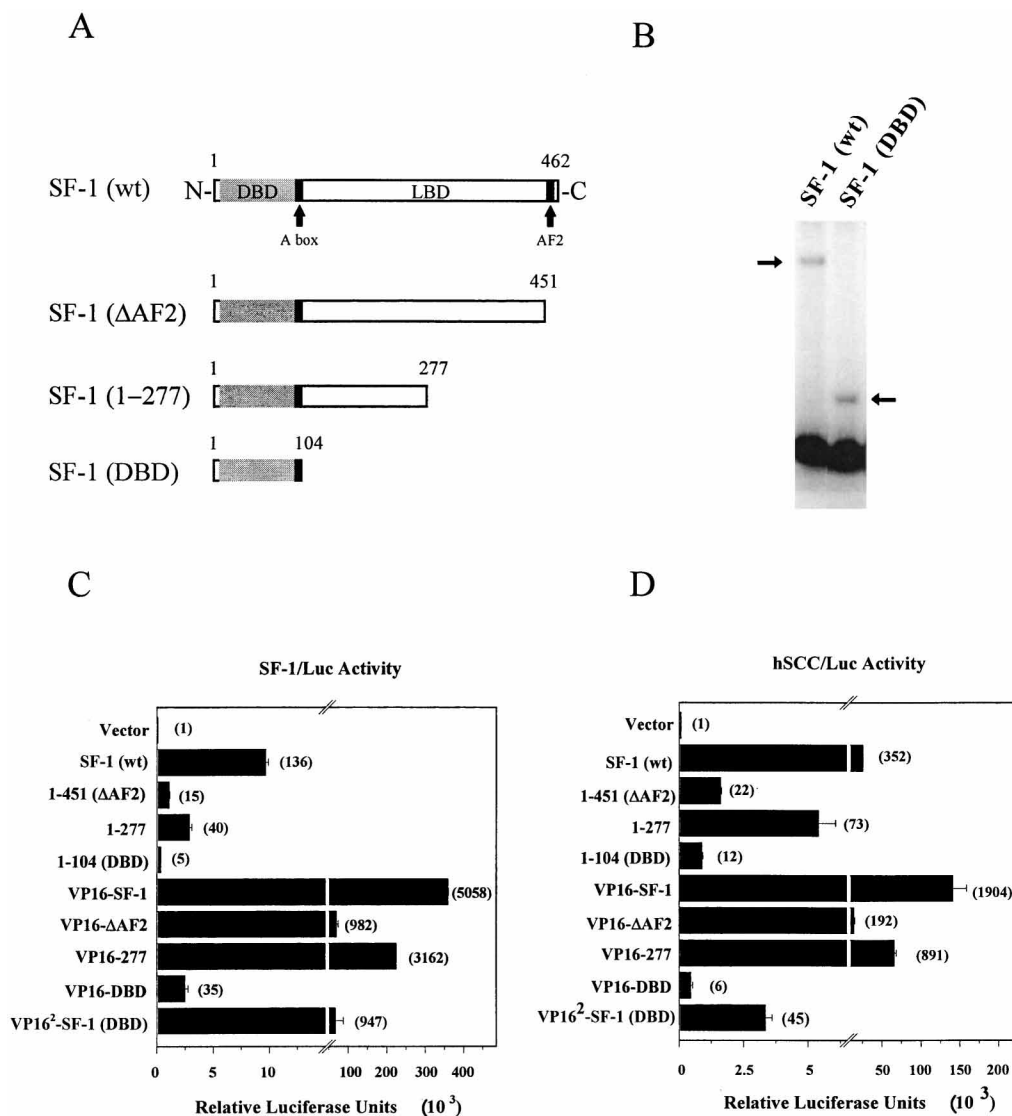 A
1 462
SF-1 (wt) N- DBD LBD -C
A box AF2
1 451
SF-1 (ΔAF2)
1 277
SF-1 (1–277)
1 104
SF-1 (DBD)
B
SF-1 (wt)
SF-1 (DBD)
C
SF-1/Luc Activity
Vector (1)
SF-1 (wt) (136)
1-451 (ΔAF2) (15)
1-277 (40)
1-104 (DBD) (5)
VP16-SF-1 (5058)
VP16-ΔAF2 (982)
VP16-277 (3162)
VP16-DBD (35)
VP16²-SF-1 (DBD) (947)
0 5 10 100 200 300 400
Relative Luciferase Units (10³)
D
hSCC/Luc Activity
Vector (1)
SF-1 (wt) (352)
1-451 (ΔAF2) (22)
1-277 (73)
1-104 (DBD) (12)
VP16-SF-1 (1904)
VP16-ΔAF2 (192)
VP16-277 (891)
VP16-DBD (6)
VP16²-SF-1 (DBD) (45)
0 2.5 5 50 100 150 200
Relative Luciferase Units (10³)